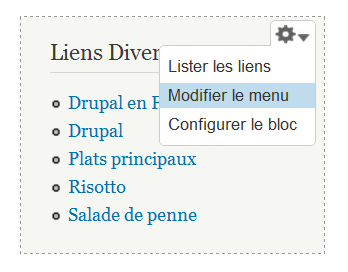 Liens Diver
Lister les liens
Modifier le menu
Configurer le bloc
Drupal en F
Drupal
Plats principaux
Risotto
Salade de penne